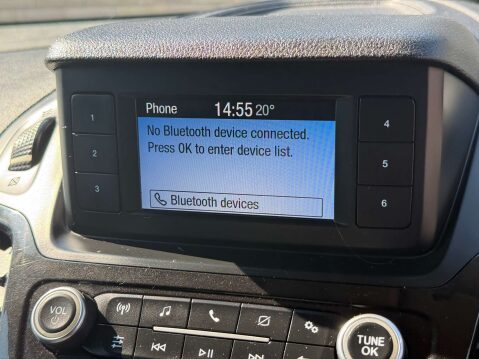 Phone 14:55 20°
No Bluetooth device connected.
Press OK to enter device list.
Bluetooth devices
1
2
3
4
5
6
VOL
TUNE
OK